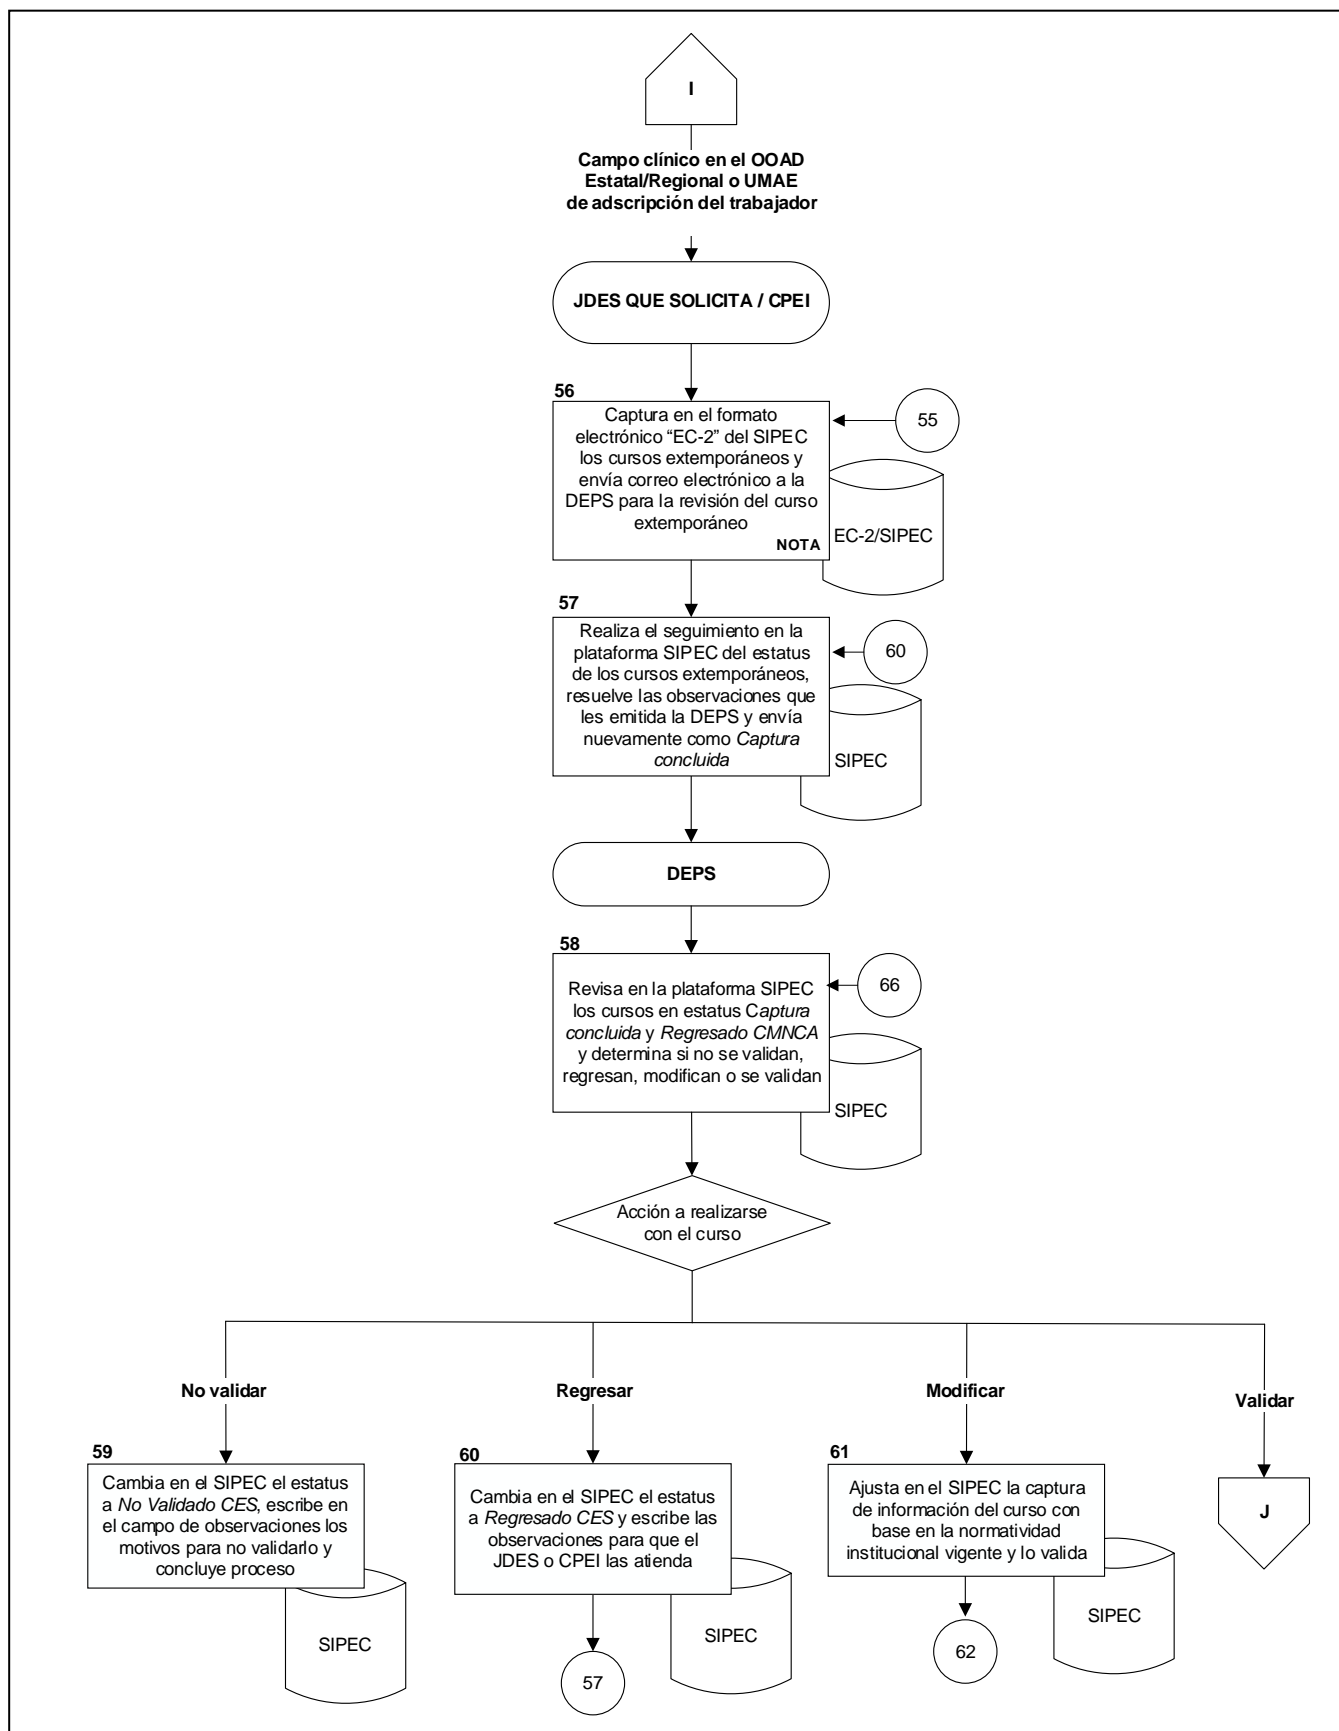 I
Campo clínico en el OOAD
Estatal/Regional o UMAE
de adscripción del trabajador
JDES QUE SOLICITA / CPEI
56
Captura en el formato
electrónico “EC-2” del SIPEC
los cursos extemporáneos y
envía correo electrónico a la
DEPS para la revisión del curso
extemporáneo
NOTA
55
EC-2/SIPEC
57
Realiza el seguimiento en la
plataforma SIPEC del estatus
de los cursos extemporáneos,
resuelve las observaciones que
les emitida la DEPS y envía
nuevamente como Captura
concluida
60
SIPEC
DEPS
58
Revisa en la plataforma SIPEC
los cursos en estatus Captura
concluida y Regresado CMNCA
y determina si no se validan,
regresan, modifican o se validan
66
SIPEC
Acción a realizarse
con el curso
No validar
Regresar
Modificar
Validar
59
Cambia en el SIPEC el estatus
a No Validado CES, escribe en
el campo de observaciones los
motivos para no validarlo y
concluye proceso
SIPEC
60
Cambia en el SIPEC el estatus
a Regresado CES y escribe las
observaciones para que el
JDES o CPEI las atienda
SIPEC
57
61
Ajusta en el SIPEC la captura
de información del curso con
base en la normatividad
institucional vigente y lo valida
SIPEC
62
J